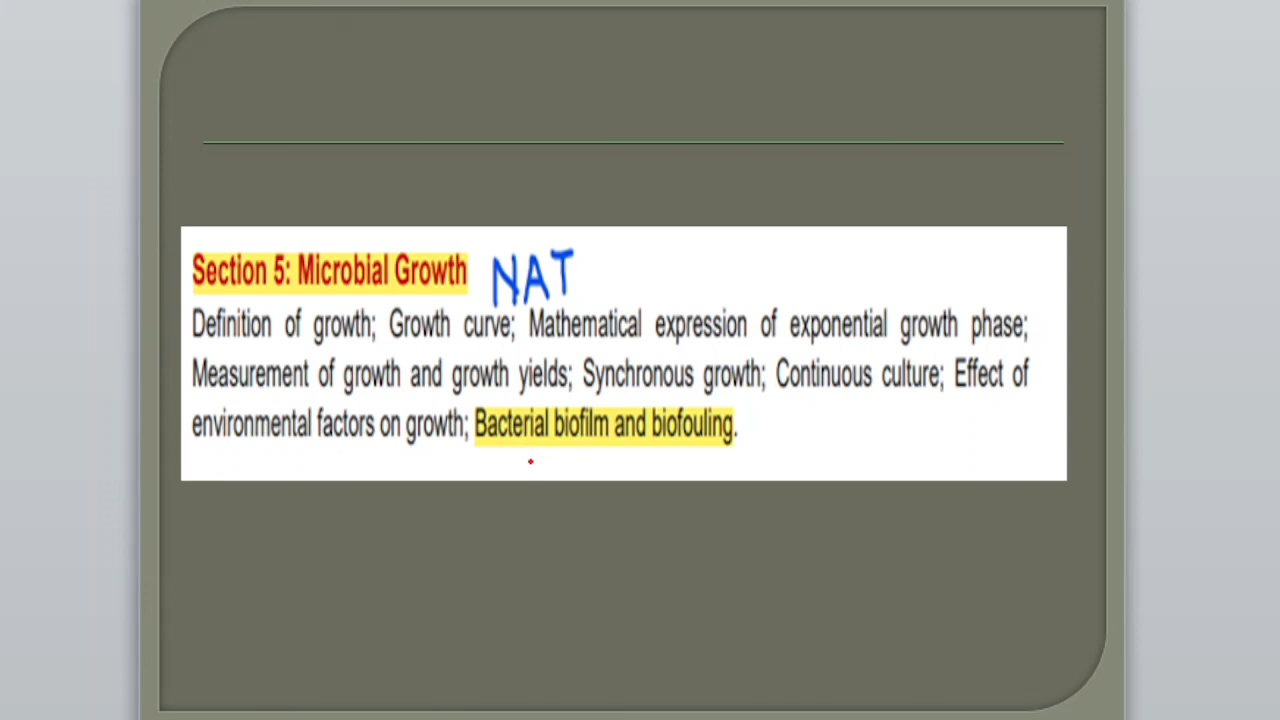 Section 5: Microbial Growth NAT
Definition of growth; Growth curve; Mathematical expression of exponential growth phase;
Measurement of growth and growth yields; Synchronous growth; Continuous culture; Effect of
environmental factors on growth; Bacterial biofilm and biofouling.